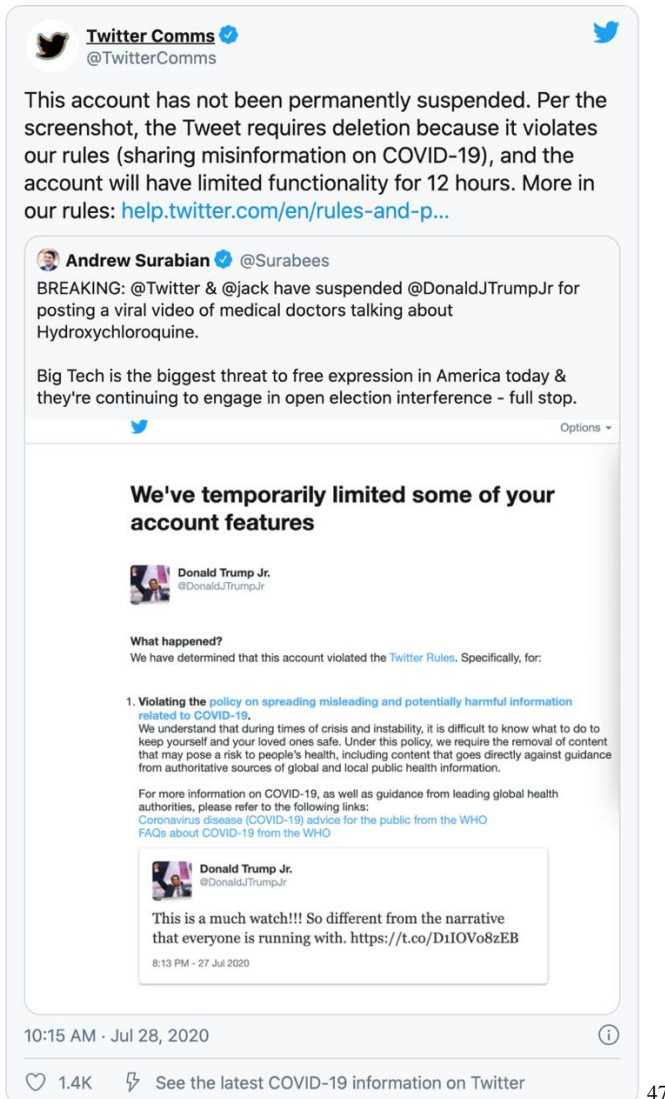 Twitter Comms
@TwitterComms
This account has not been permanently suspended. Per the
screenshot, the Tweet requires deletion because it violates
our rules (sharing misinformation on COVID-19), and the
account will have limited functionality for 12 hours. More in
our rules: help.twitter.com/en/rules-and-p...
Andrew Surabian @Surabees
BREAKING: @Twitter & @jack have suspended @DonaldJTrumpJr for
posting a viral video of medical doctors talking about
Hydroxychloroquine.
Big Tech is the biggest threat to free expression in America today &
they're continuing to engage in open election interference - full stop.
Options
We've temporarily limited some of your
account features
Donald Trump Jr.
@DonaldJTrumpJr
What happened?
We have determined that this account violated the Twitter Rules. Specifically, for:
1. Violating the policy on spreading misleading and potentially harmful information
related to COVID-19.
We understand that during times of crisis and instability, it is difficult to know what to do to
keep yourself and your loved ones safe. Under this policy, we require the removal of content
that may pose a risk to people's health, including content that goes directly against guidance
from authoritative sources of global and local public health information.
For more information on COVID-19, as well as guidance from leading global health
authorities, please refer to the following links:
Coronavirus disease (COVID-19) advice for the public from the WHO
FAQs about COVID-19 from the WHO
Donald Trump Jr.
@DonaldJTrumpJr
This is a much watch!!! So different from the narrative
that everyone is running with. https://t.co/D1IOVo8zEB
8:13 PM - 27 Jul 2020
10:15 AM · Jul 28, 2020
1.4K See the latest COVID-19 information on Twitter
47